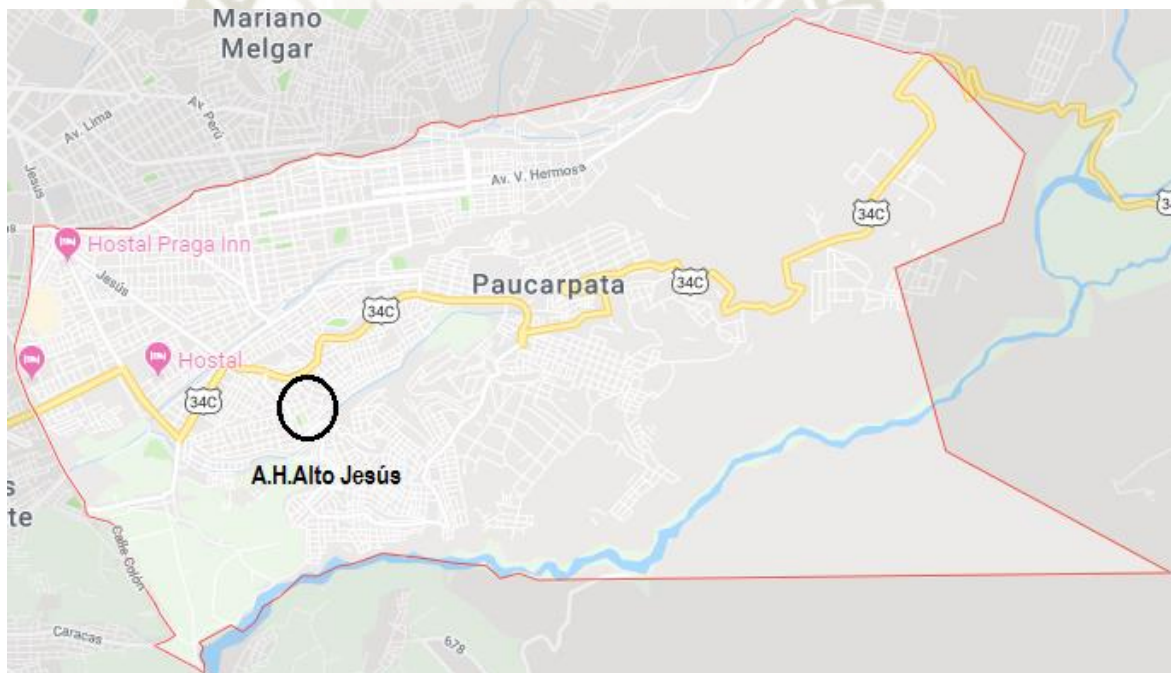 Mariano
Melgar
Av. Perú
Av. Lima
Jesús
Av. V. Hermosa
34C
Hostal Praga Inn
Jesús
Paucarpata
34C
34C
Hostal
34C
A.H.Alto Jesús
Calle Colón
Caracas
678